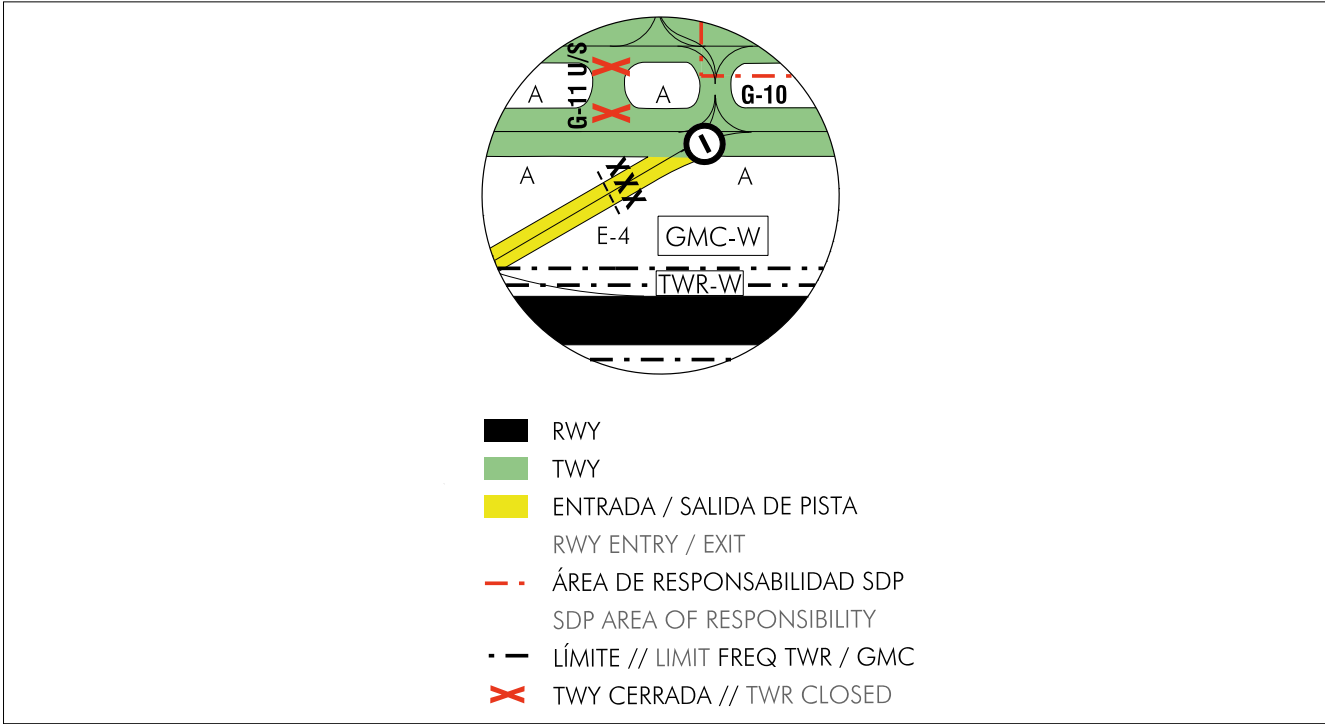 G-11 U/S
A
A
G-10
A
A
E-4
GMC-W
TWR-W
RWY
TWY
ENTRADA / SALIDA DE PISTA
RWY ENTRY / EXIT
ÁREA DE RESPONSABILIDAD SDP
SDP AREA OF RESPONSIBILITY
LÍMITE // LIMIT FREQ TWR / GMC
TWY CERRADA // TWR CLOSED